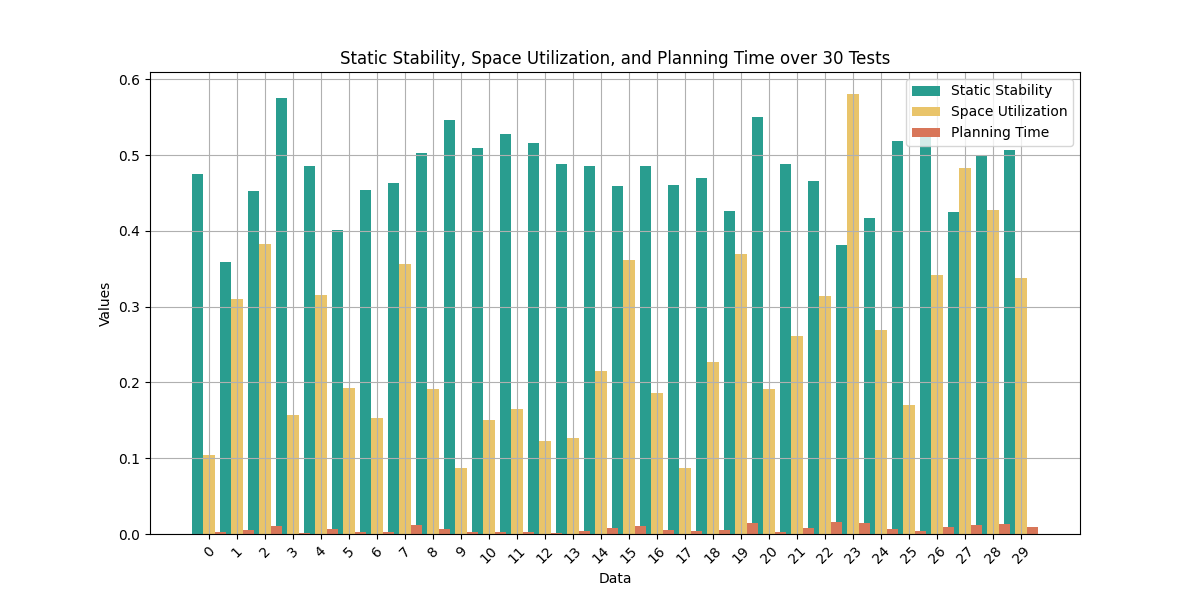 Static Stability, Space Utilization, and Planning Time over 30 Tests
Static Stability
Space Utilization
Planning Time
Values
0.6
0.5
0.4
0.3
0.2
0.1
0.0
0 1 2 3 4 5 6 7 8 9 10 11 12 13 14 15 16 17 18 19 20 21 22 23 24 25 26 27 28 29
Data